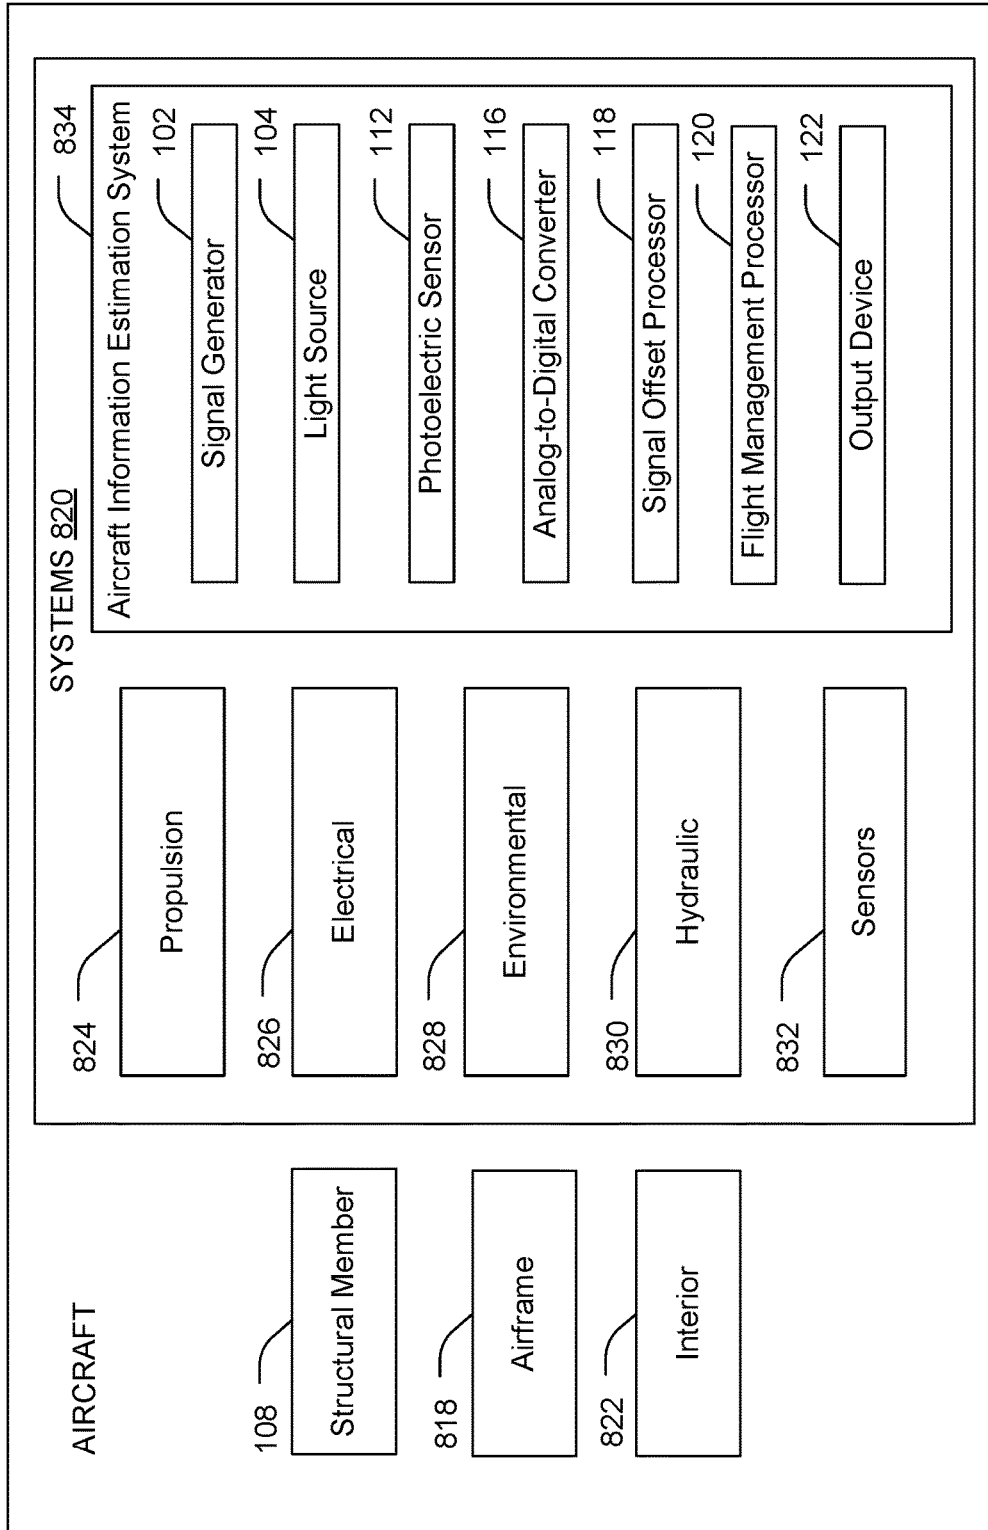 AIRCRAFT
108
Structural Member
818
Airframe
822
Interior
SYSTEMS 820
824
Propulsion
826
Electrical
828
Environmental
830
Hydraulic
832
Sensors
834
Aircraft Information Estimation System
102
Signal Generator
104
Light Source
112
Photoelectric Sensor
116
Analog-to-Digital Converter
118
Signal Offset Processor
120
Flight Management Processor
122
Output Device